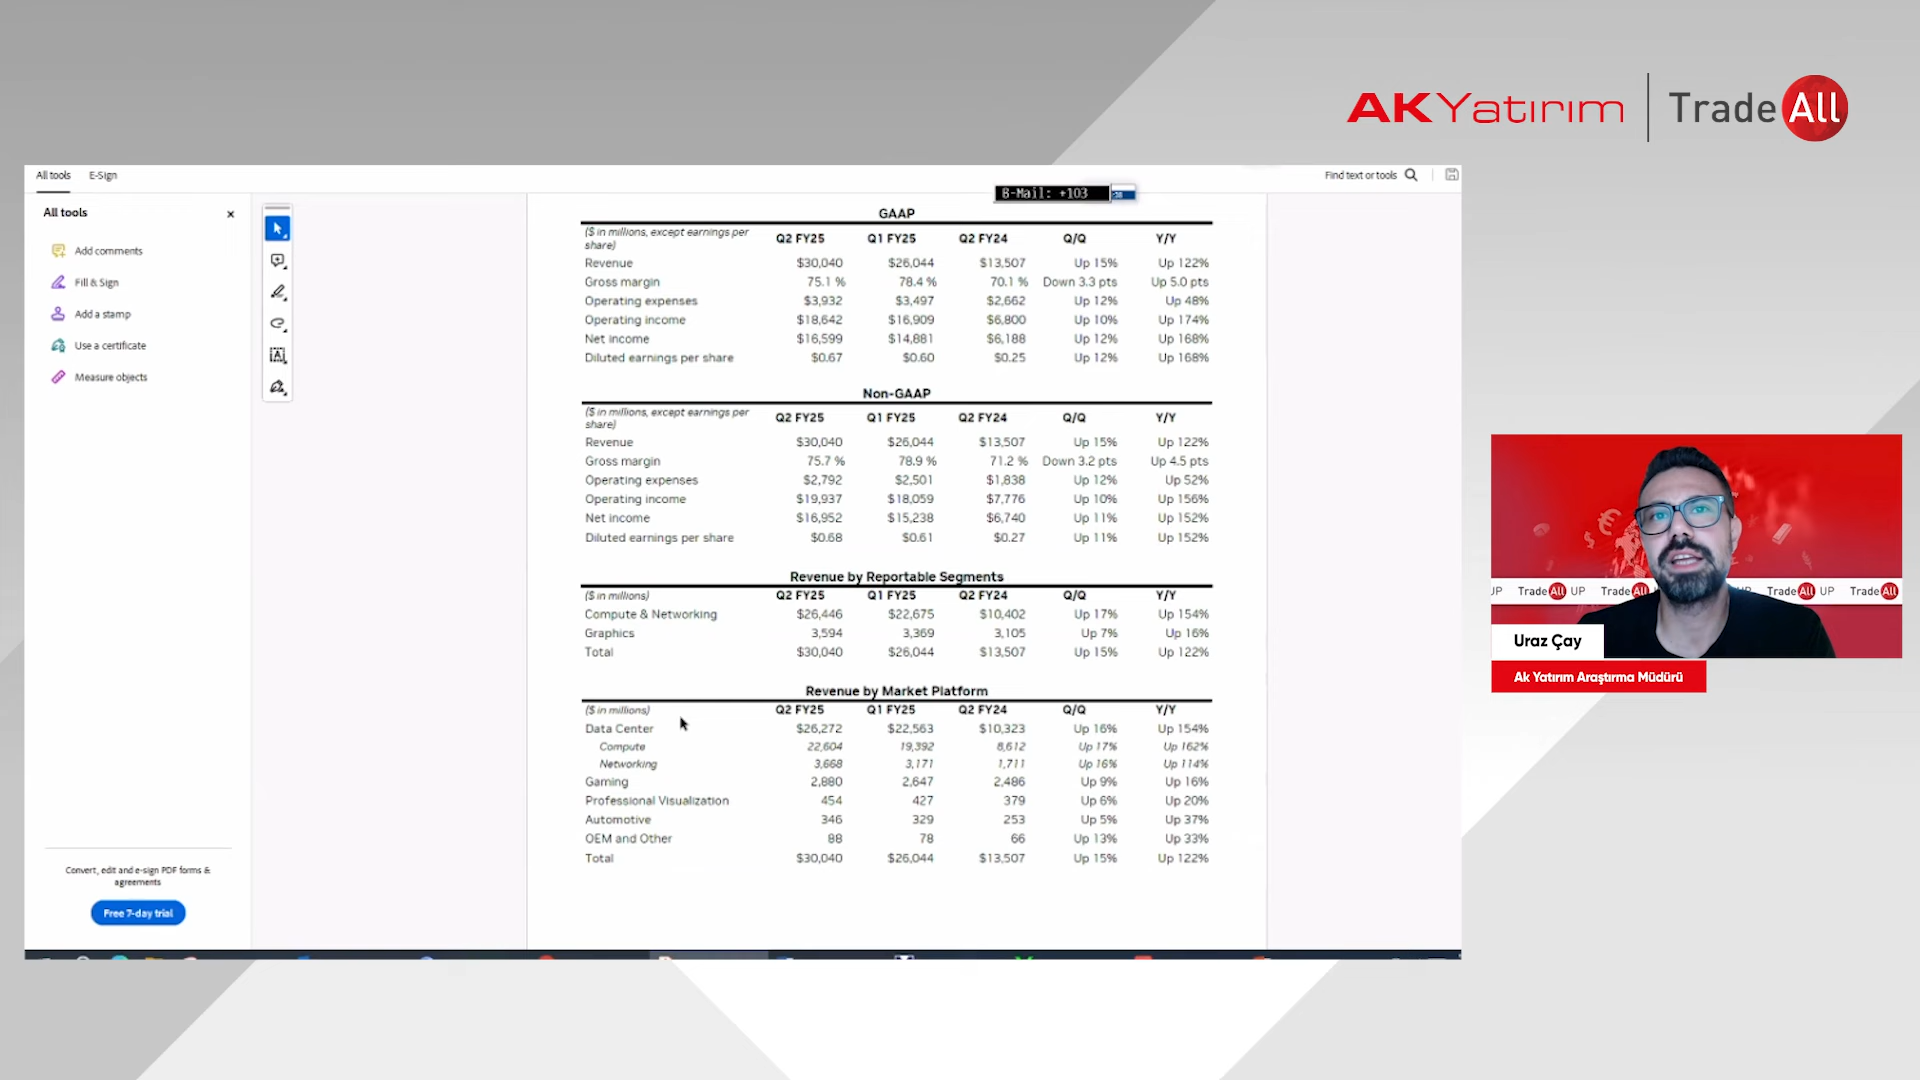 AKYatırım | TradeAll
All tools E-Sign
Find text or tools
B-Mail: +103
All tools
Add comments
Fill & Sign
Add a stamp
Use a certificate
Measure objects
Convert, edit and e-sign PDF forms & agreements
Free 7-day trial
GAAP
($ in millions, except earnings per share) Q2 FY25 Q1 FY25 Q2 FY24 Q/Q Y/Y
Revenue $30,040 $26,044 $13,507 Up 15% Up 122%
Gross margin 75.1 % 78.4 % 70.1 % Down 3.3 pts Up 5.0 pts
Operating expenses $3,932 $3,497 $2,662 Up 12% Up 48%
Operating income $18,642 $16,909 $6,800 Up 10% Up 174%
Net income $16,599 $14,881 $6,188 Up 12% Up 168%
Diluted earnings per share $0.67 $0.60 $0.25 Up 12% Up 168%
Non-GAAP
($ in millions, except earnings per share) Q2 FY25 Q1 FY25 Q2 FY24 Q/Q Y/Y
Revenue $30,040 $26,044 $13,507 Up 15% Up 122%
Gross margin 75.7 % 78.9 % 71.2 % Down 3.2 pts Up 4.5 pts
Operating expenses $2,792 $2,501 $1,838 Up 12% Up 52%
Operating income $19,937 $18,059 $7,776 Up 10% Up 156%
Net income $16,952 $15,238 $6,740 Up 11% Up 152%
Diluted earnings per share $0.68 $0.61 $0.27 Up 11% Up 152%
Revenue by Reportable Segments
($ in millions) Q2 FY25 Q1 FY25 Q2 FY24 Q/Q Y/Y
Compute & Networking $26,446 $22,675 $10,402 Up 17% Up 154%
Graphics 3,594 3,369 3,105 Up 7% Up 16%
Total $30,040 $26,044 $13,507 Up 15% Up 122%
Revenue by Market Platform
($ in millions) Q2 FY25 Q1 FY25 Q2 FY24 Q/Q Y/Y
Data Center $26,272 $22,563 $10,323 Up 16% Up 154%
Compute 22,604 19,392 8,612 Up 17% Up 162%
Networking 3,668 3,171 1,711 Up 16% Up 114%
Gaming 2,880 2,647 2,486 Up 9% Up 16%
Professional Visualization 454 427 379 Up 6% Up 20%
Automotive 346 329 253 Up 5% Up 37%
OEM and Other 88 78 66 Up 13% Up 33%
Total $30,040 $26,044 $13,507 Up 15% Up 122%
UP TradeAll UP TradeAll UP TradeAll UP TradeAll
Uraz Çay
Ak Yatırım Araştırma Müdürü